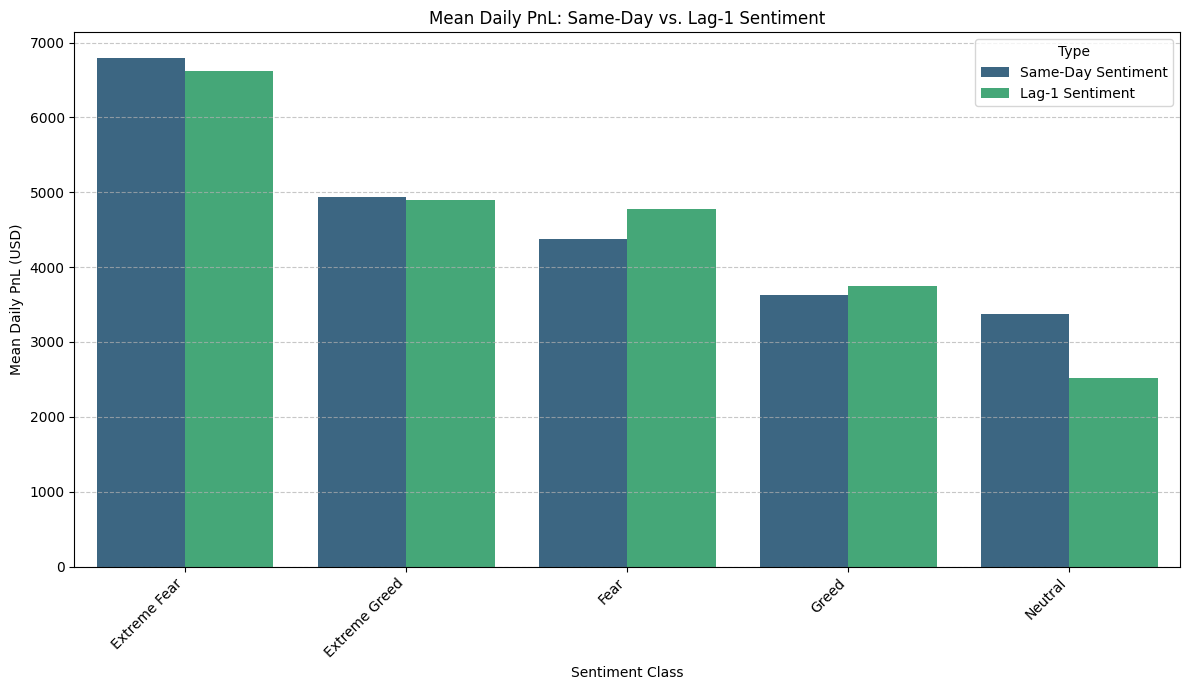 Mean Daily PnL: Same-Day vs. Lag-1 Sentiment
Type
Same-Day Sentiment
Lag-1 Sentiment
Mean Daily PnL (USD)
7000
6000
5000
4000
3000
2000
1000
0
Extreme Fear
Extreme Greed
Fear
Greed
Neutral
Sentiment Class